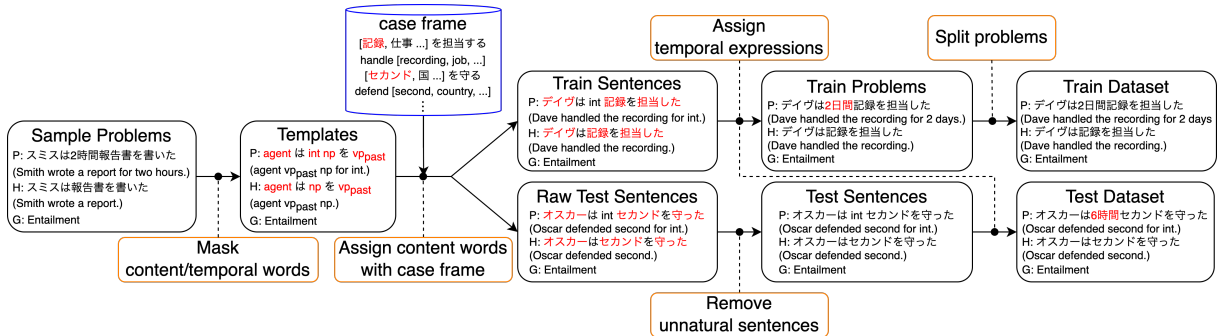 case frame
[記録, 仕事 ...] を担当する
handle [recording, job, ...]
[セカンド, 国 ...] を守る
defend [second, country, ...]
Assign
temporal expressions
Split problems
Sample Problems
P: スミスは2時間報告書を書いた
(Smith wrote a report for two hours.)
H: スミスは報告書を書いた
(Smith wrote a report.)
G: Entailment
Templates
P: agent は int np を vppast
(agent vppast np for int.)
H: agent は np を vppast
(agent vppast np.)
G: Entailment
Train Sentences
P: デイヴは int 記録を担当した
(Dave handled the recording for int.)
H: デイヴは記録を担当した
(Dave handled the recording.)
G: Entailment
Train Problems
P: デイヴは2日間記録を担当した
(Dave handled the recording for 2 days.)
H: デイヴは記録を担当した
(Dave handled the recording.)
G: Entailment
Train Dataset
P: デイヴは2日間記録を担当した
(Dave handled the recording for 2 days
H: デイヴは記録を担当した
(Dave handled the recording.)
G: Entailment
Raw Test Sentences
P: オスカーは int セカンドを守った
(Oscar defended second for int.)
H: オスカーはセカンドを守った
(Oscar defended second.)
G: Entailment
Test Sentences
P: オスカーは int セカンドを守った
(Oscar defended second for int.)
H: オスカーはセカンドを守った
(Oscar defended second.)
G: Entailment
Test Dataset
P: オスカーは6時間セカンドを守った
(Oscar defended second for int.)
H: オスカーはセカンドを守った
(Oscar defended second.)
G: Entailment
Mask
content/temporal words
Assign content words
with case frame
Remove
unnatural sentences